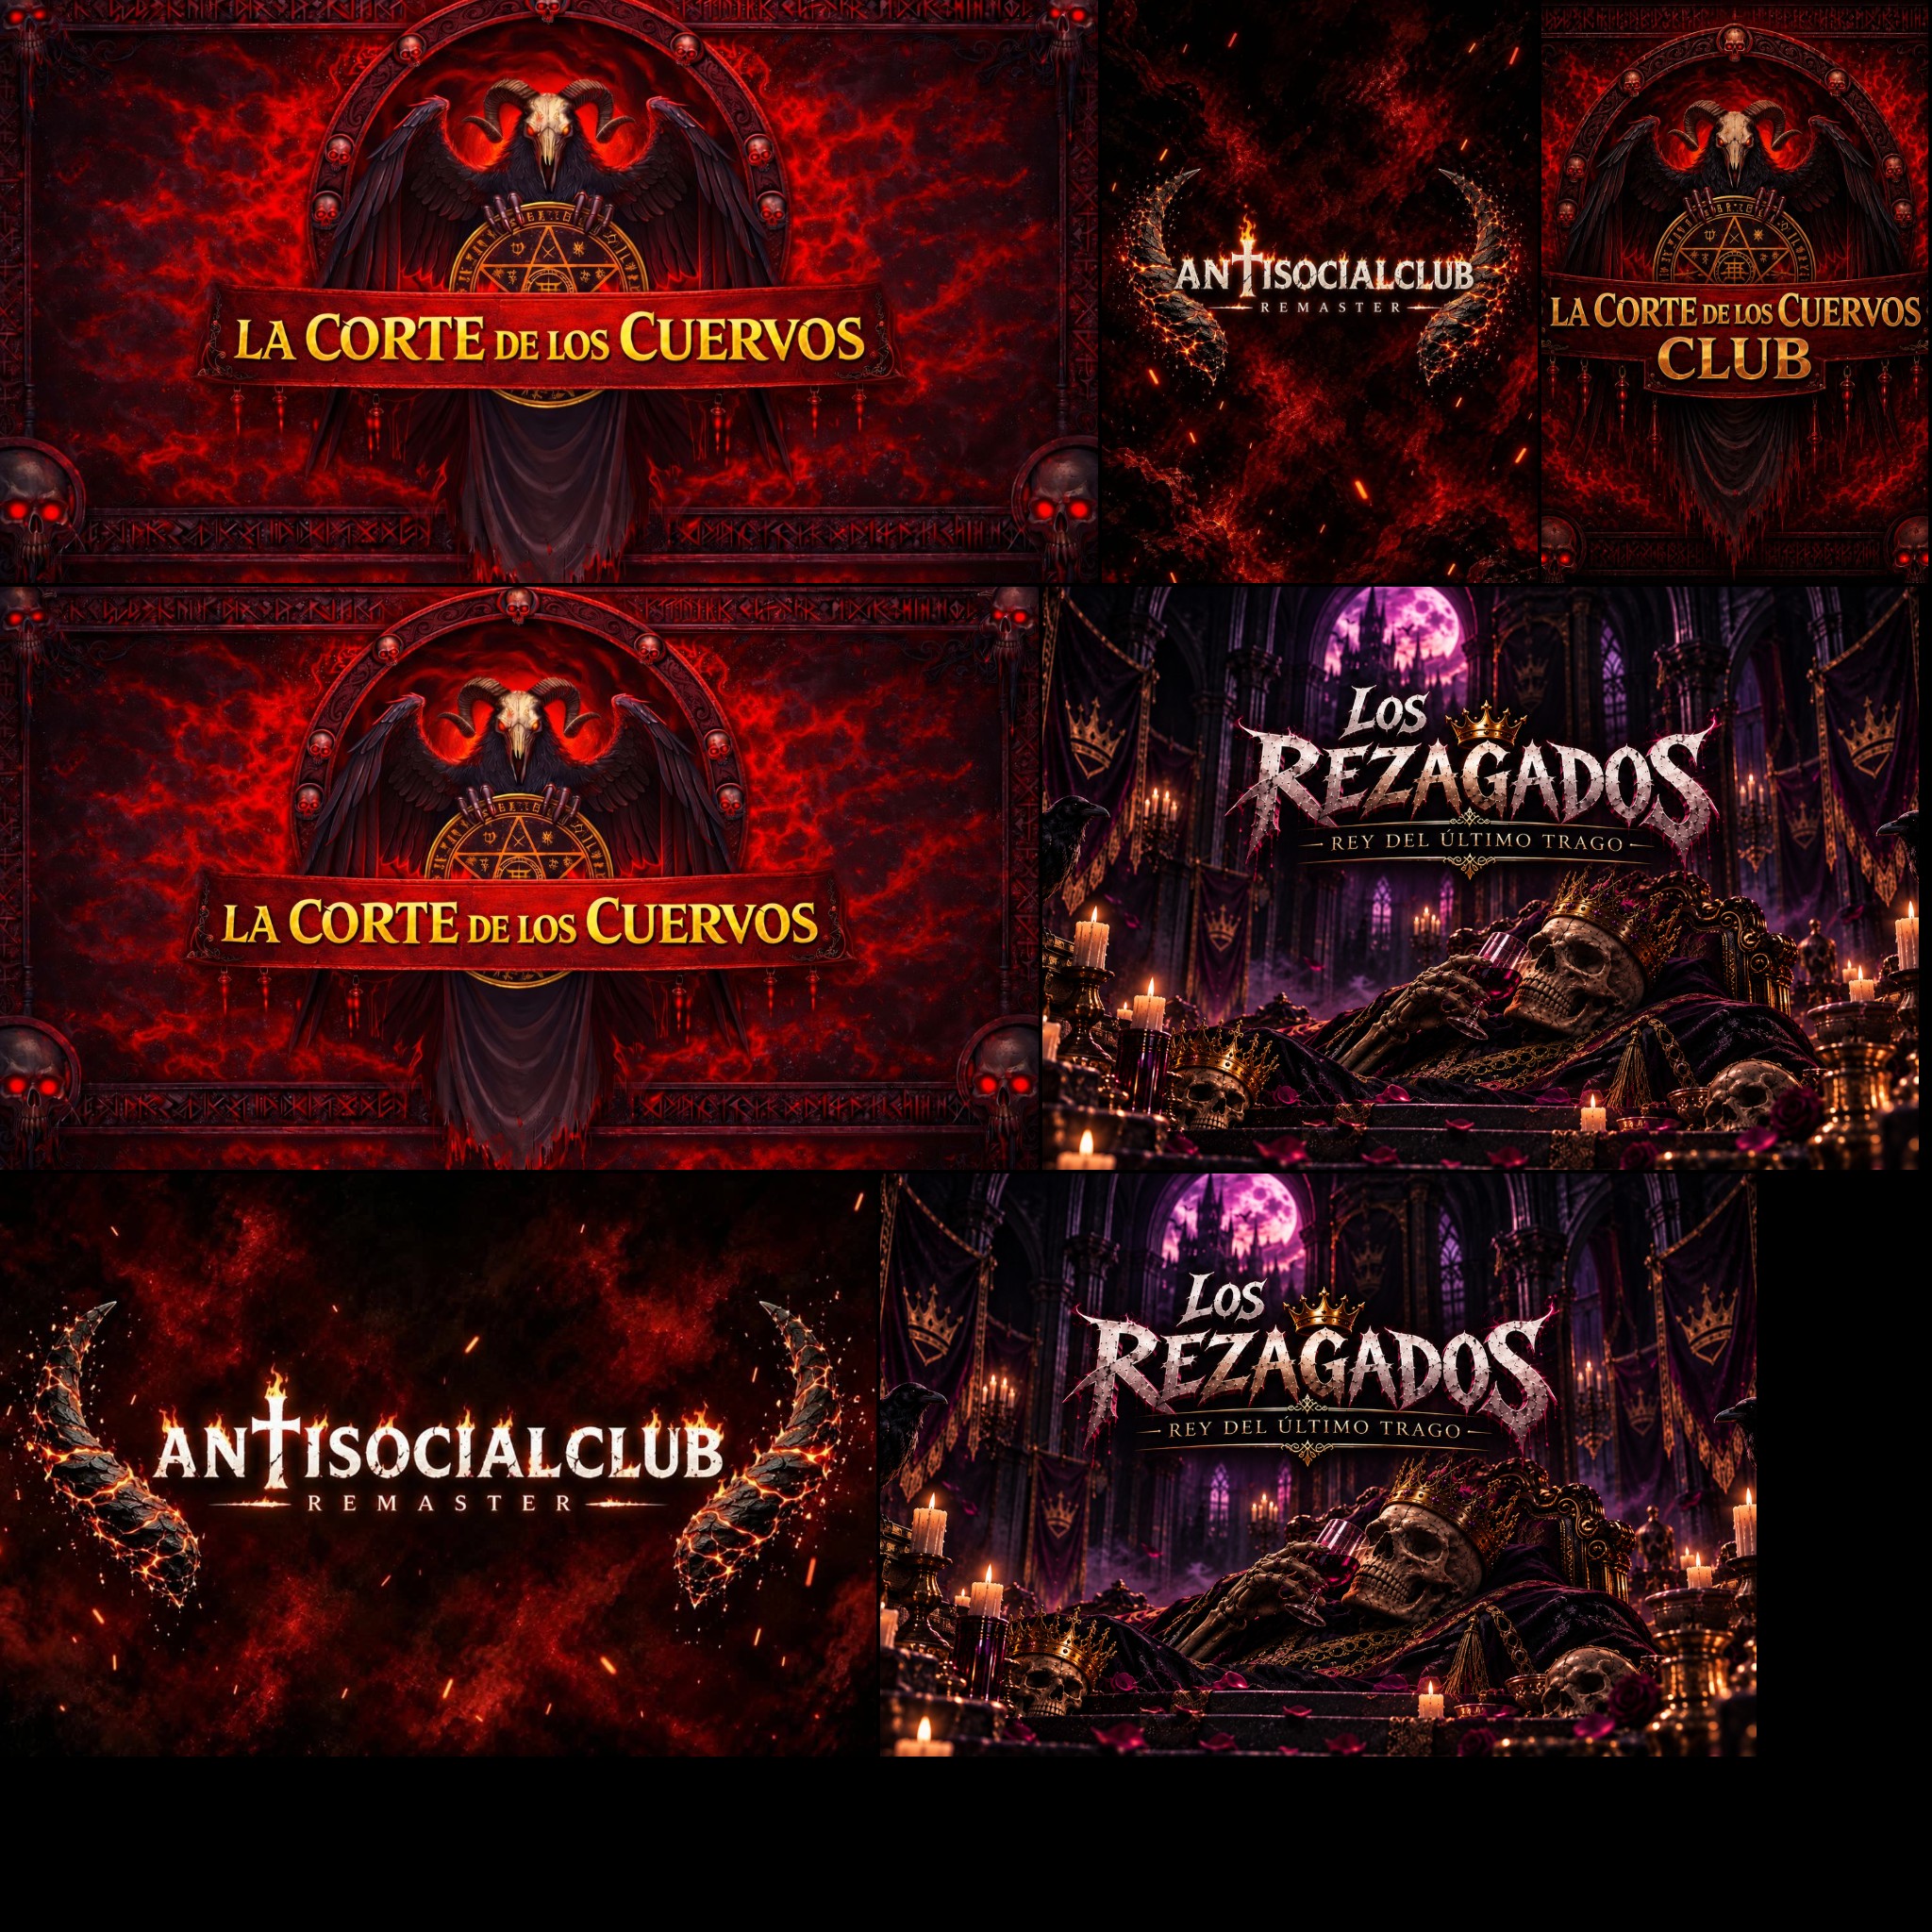 LA CORTE DE LOS CUERVOS
ANTISOCIALCLUB
REMASTER
LA CORTE DE LOS CUERVOS
CLUB
LA CORTE DE LOS CUERVOS
LOS
REZAGADOS
REY DEL ÚLTIMO TRAGO
ANTISOCIALCLUB
REMASTER
LOS
REZAGADOS
REY DEL ÚLTIMO TRAGO